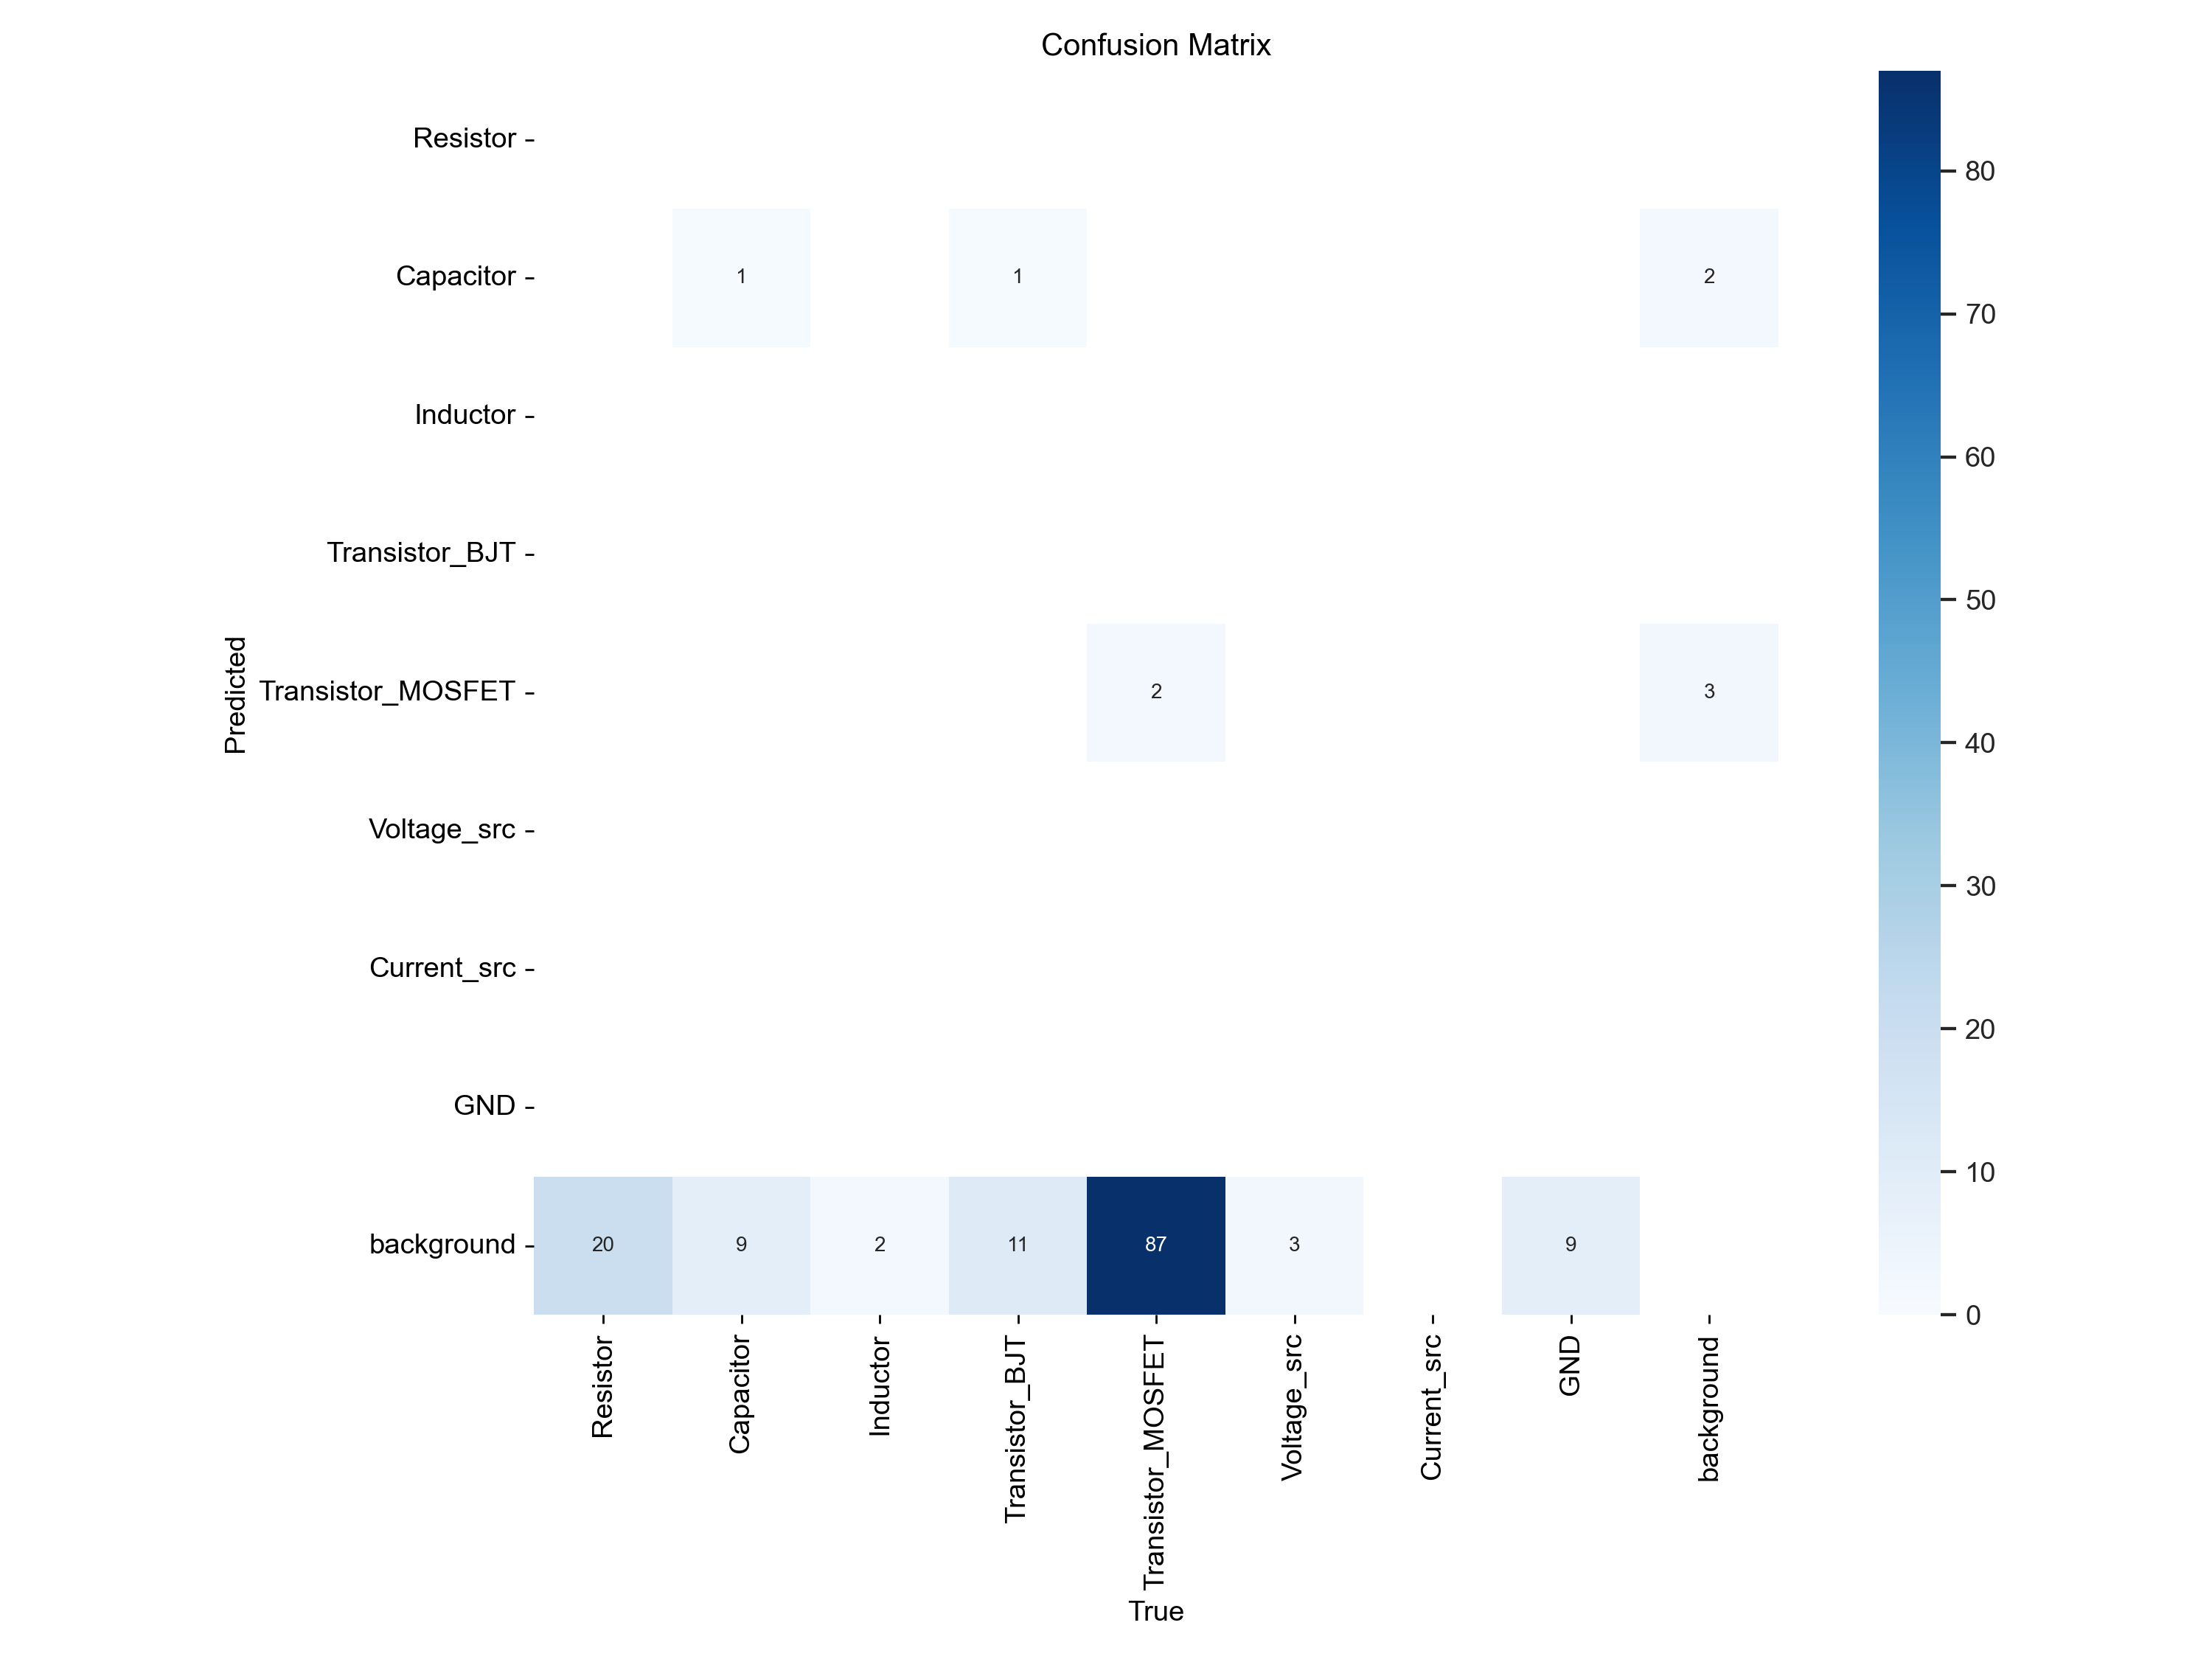 Confusion Matrix
Resistor
Capacitor
1
1
2
Inductor
Transistor_BJT
Transistor_MOSFET
2
3
Voltage_src
Current_src
GND
background
20
9
2
11
87
3
9
Resistor
Capacitor
Inductor
Transistor_BJT
Transistor_MOSFET
Voltage_src
Current_src
GND
background
True
Predicted
80
70
60
50
40
30
20
10
0